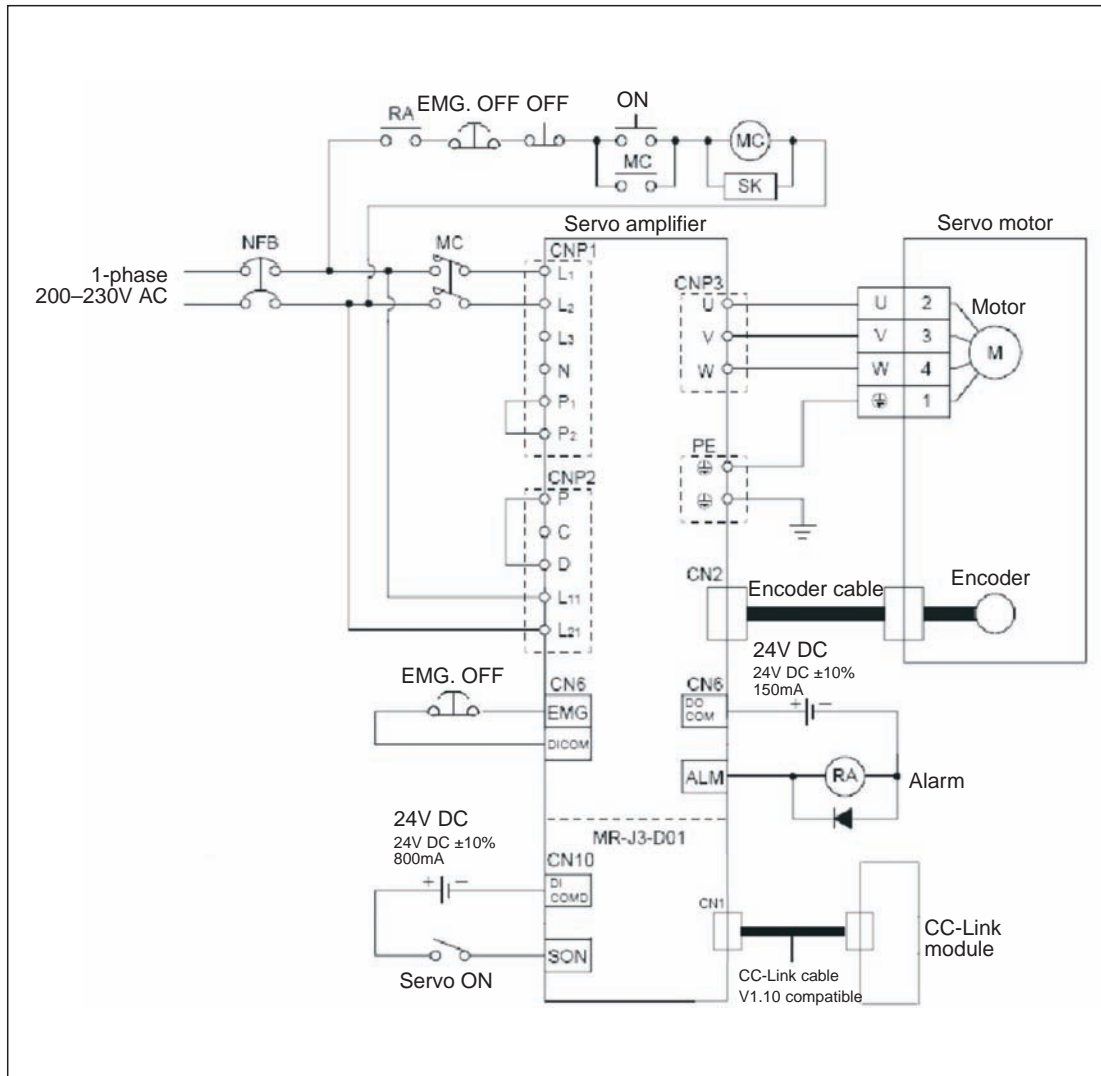 RA
EMG. OFF OFF
ON
MC
MC
SK
Servo amplifier
Servo motor
NFB
MC
CNP1
1-phase
200–230V AC
L1
L2
L3
N
P1
P2
CNP3
U
V
W
U 2
V 3
W 4
1
Motor
M
PE
CNP2
P
C
D
L11
L21
CN2
Encoder cable
Encoder
EMG. OFF
CN6
EMG
DICOM
CN6
DO
COM
24V DC
24V DC ±10%
150mA
+ −
ALM
RA
Alarm
MR-J3-D01
24V DC
24V DC ±10%
800mA
+ −
CN10
DI
COMD
SON
Servo ON
CN1
CC-Link
module
CC-Link cable
V1.10 compatible